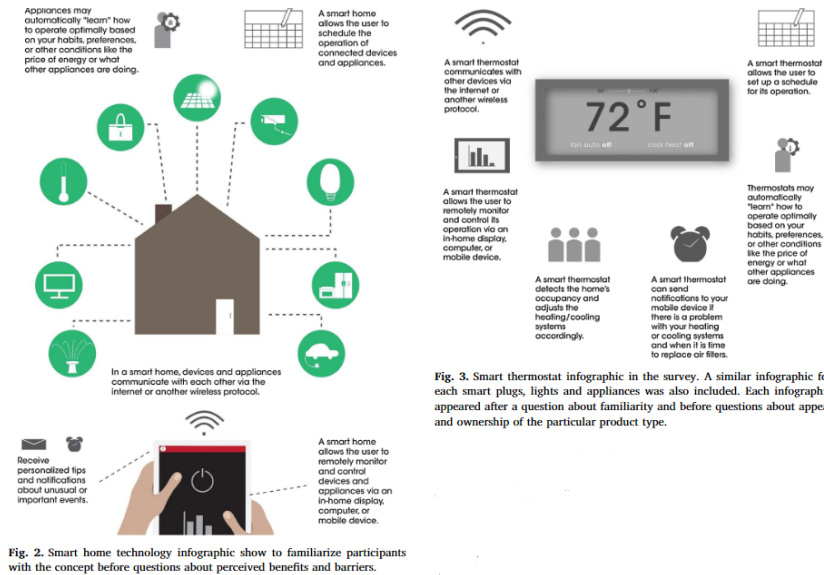 Appliances may
automatically "learn" how
to operate optimally based
on your habits, preferences,
or other conditions like the
price of energy or what
other appliances are doing.
A smart home
allows the user to
schedule the
operation of
connected devices
and appliances.
In a smart home, devices and appliances
communicate with each other via the
internet or another wireless protocol.
Receive
personalized tips
and notifications
about unusual or
important events.
A smart home
allows the user to
remotely monitor
and control
devices and
appliances via an
in-home display,
computer, or
mobile device.
Fig. 2. Smart home technology infographic show to familiarize participants
with the concept before questions about perceived benefits and barriers.
A smart thermostat
communicates with
other devices via
the internet or
another wireless
protocol.
72°F
fan auto off cool heat off
A smart thermostat
allows the user to
set up a schedule
for its operation.
A smart thermostat
allows the user to
remotely monitor
and control its
operation via an
in-home display,
computer, or
mobile device.
Thermostats may
automatically
"learn" how to
operate optimally
based on your
habits, preferences,
or other conditions
like the price of
energy or what
other appliances
are doing.
A smart thermostat
detects the home's
occupancy and
adjusts the
heating/cooling
systems
accordingly.
A smart thermostat
can send
notifications to your
mobile device if
there is a problem
with your heating
or cooling systems
and when it is time
to replace air filters.
Fig. 3. Smart thermostat infographic in the survey. A similar infographic fo
each smart plugs, lights and appliances was also included. Each infographi
appeared after a question about familiarity and before questions about appea
and ownership of the particular product type.